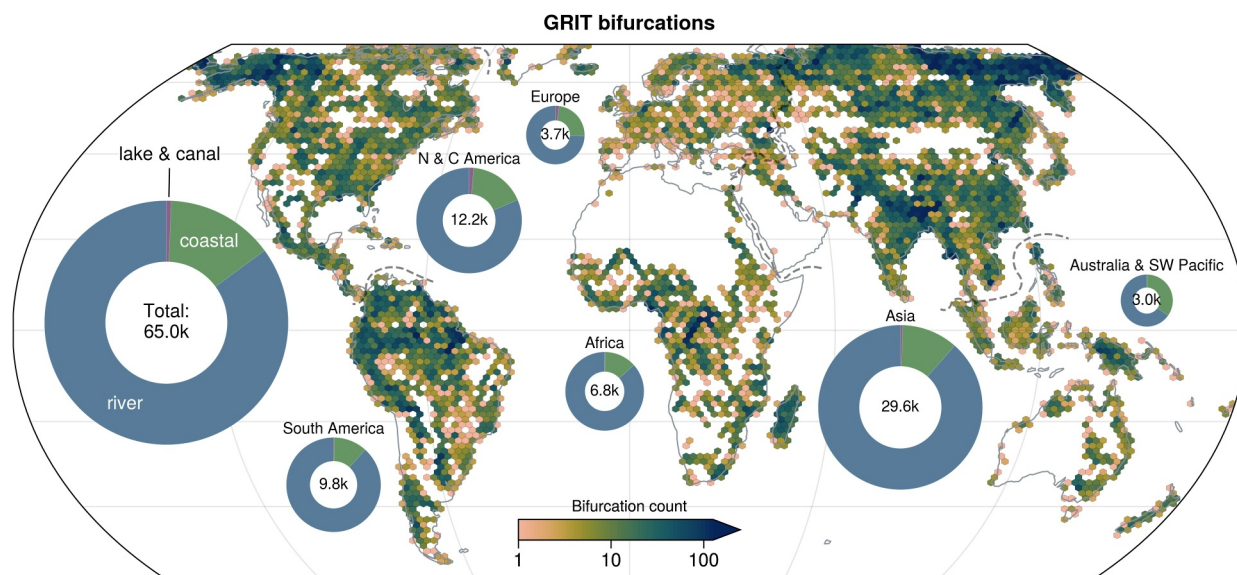 GRIT bifurcations
lake & canal
coastal
Total:
65.0k
river
Europe
3.7k
N & C America
12.2k
South America
9.8k
Africa
6.8k
Asia
29.6k
Australia & SW Pacific
3.0k
Bifurcation count
1 10 100